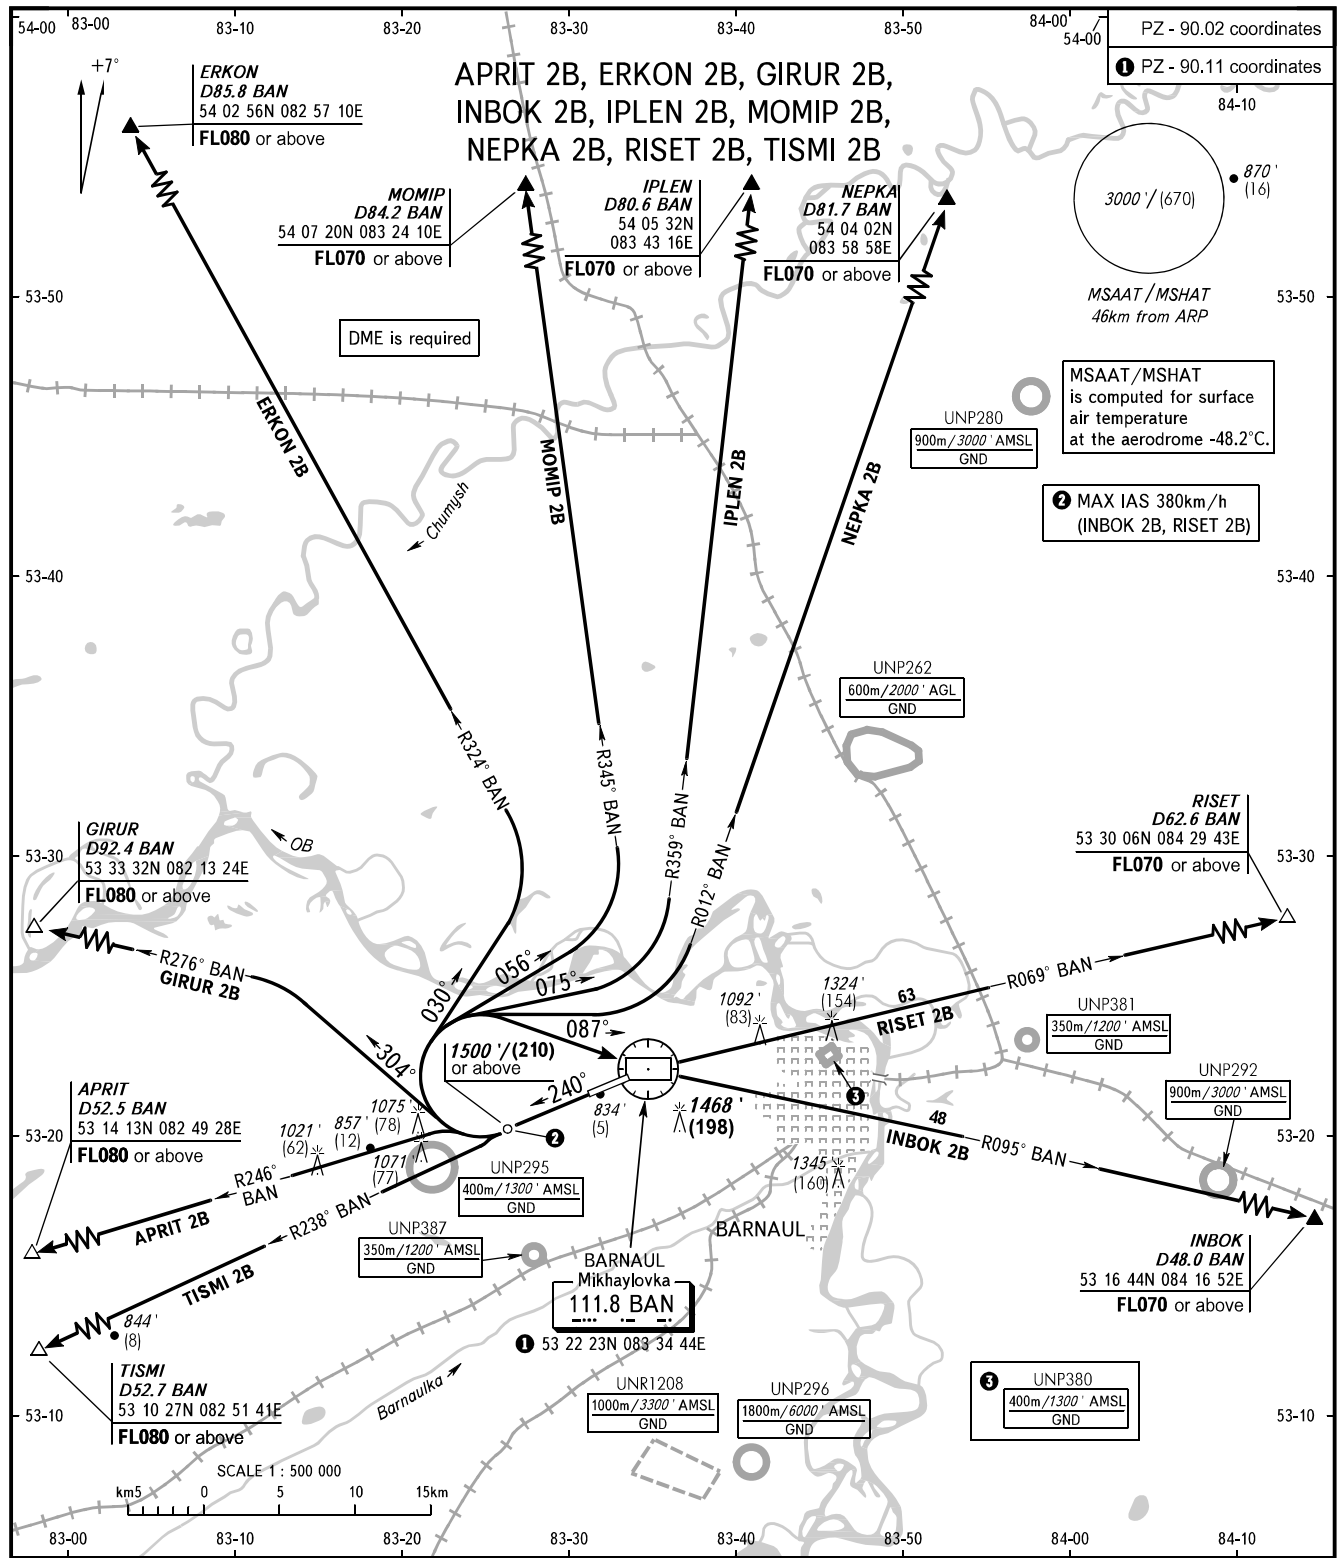 54-00
83-00
83-10
83-20
83-30
83-40
83-50
84-00
54-00
PZ - 90.02 coordinates
❶ PZ - 90.11 coordinates
84-10
+7°
ERKON
D85.8 BAN
54 02 56N 082 57 10E
FL080 or above
APRIT 2B, ERKON 2B, GIRUR 2B,
INBOK 2B, IPLEN 2B, MOMIP 2B,
NEPKA 2B, RISET 2B, TISMI 2B
MOMIP
D84.2 BAN
54 07 20N 083 24 10E
FL070 or above
IPLEN
D80.6 BAN
54 05 32N
083 43 16E
FL070 or above
NEPKA
D81.7 BAN
54 04 02N
083 58 58E
FL070 or above
3000'/(670)
870'
(16)
MSAAT/MSHAT
46km from ARP
53-50
53-50
DME is required
MSAAT/MSHAT
is computed for surface
air temperature
at the aerodrome -48.2°C.
UNP280
900m/3000' AMSL
GND
❷ MAX IAS 380km/h
(INBOK 2B, RISET 2B)
ERKON 2B
MOMIP 2B
IPLEN 2B
NEPKA 2B
Chumysh
53-40
53-40
UNP262
600m/2000' AGL
GND
R324° BAN
R345° BAN
R359° BAN
R012° BAN
GIRUR
D92.4 BAN
53 33 32N 082 13 24E
FL080 or above
OB
RISET
D62.6 BAN
53 30 06N 084 29 43E
FL070 or above
53-30
53-30
R276° BAN
GIRUR 2B
030°
056°
075°
087°
304°
240°
1092'
(83)
1324'
(154)
63
RISET 2B
R069° BAN
UNP381
350m/1200' AMSL
GND
1500'/(210)
or above
❸
UNP292
900m/3000' AMSL
GND
APRIT
D52.5 BAN
53 14 13N 082 49 28E
FL080 or above
1021'
(62)
857'
(12)
1075'
(78)
1071'
(77)
❷
834'
(5)
1468'
(198)
48
INBOK 2B
R095° BAN
1345
(160)
53-20
53-20
R246°
BAN
APRIT 2B
R238° BAN
TISMI 2B
UNP295
400m/1300' AMSL
GND
UNP387
350m/1200' AMSL
GND
BARNAUL
BARNAUL
Mikhaylovka
111.8 BAN
❶ 53 22 23N 083 34 44E
INBOK
D48.0 BAN
53 16 44N 084 16 52E
FL070 or above
844'
(8)
TISMI
D52.7 BAN
53 10 27N 082 51 41E
FL080 or above
Barnaulka
UNR1208
1000m/3300' AMSL
GND
UNP296
1800m/6000' AMSL
GND
❸ UNP380
400m/1300' AMSL
GND
53-10
53-10
SCALE 1 : 500 000
km5 0 5 10 15km
83-00
83-10
83-20
83-30
83-40
83-50
84-00
84-10